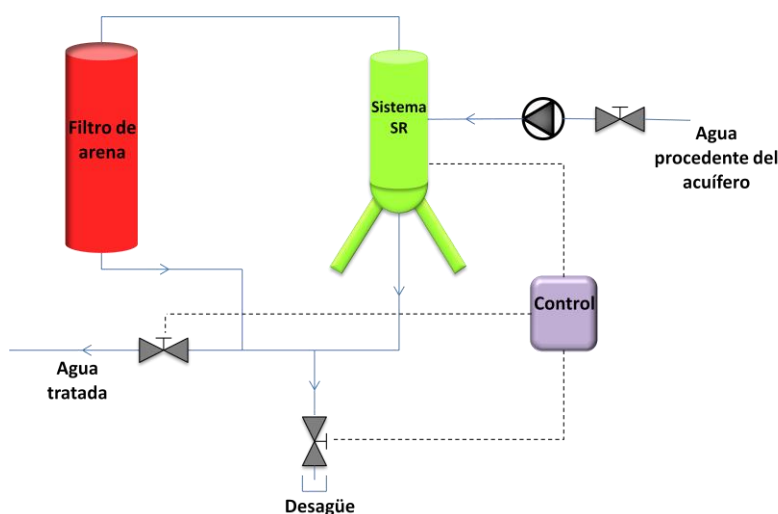 Filtro de
arena
Sistema
SR
Agua
procedente del
acuífero
Control
Agua
tratada
Desagüe